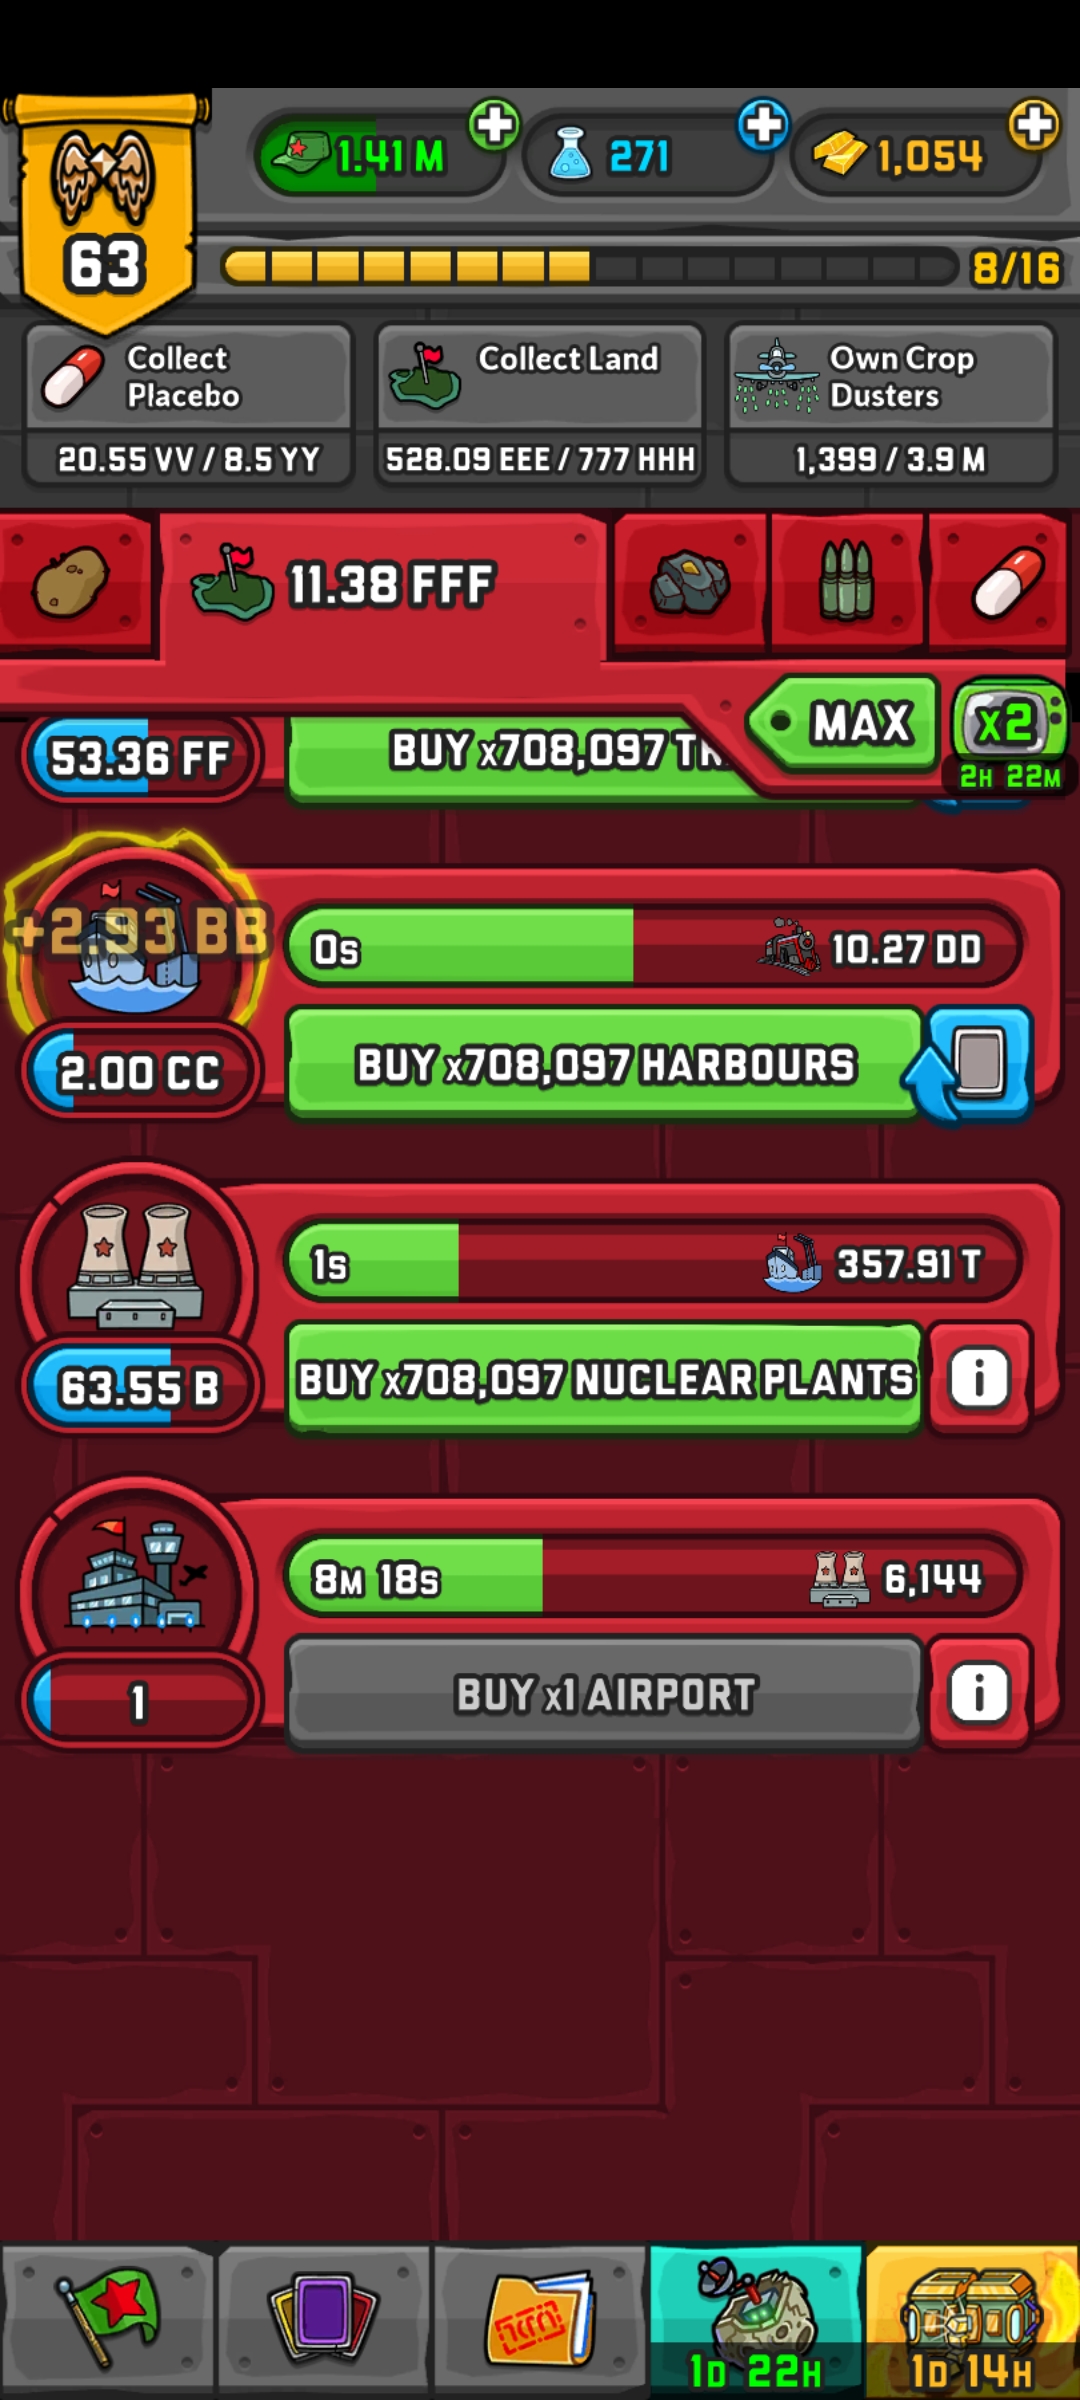 63
1.41 M
271
1,054
8/16
Collect
Placebo
20.55 VV / 8.5 YY
Collect Land
528.09 EEE / 777 HHH
Own Crop
Dusters
1,399 / 3.9 M
11.38 FFF
MAX
x2
2H 22M
53.36 FF
BUY x708,097
+2.93 BB
0s
10.27 DD
2.00 CC
BUY x708,097 HARBOURS
1s
357.91 T
63.55 B
BUY x708,097 NUCLEAR PLANTS
i
8M 18s
6,144
1
BUY x1 AIRPORT
i
1D 22H
1D 14H